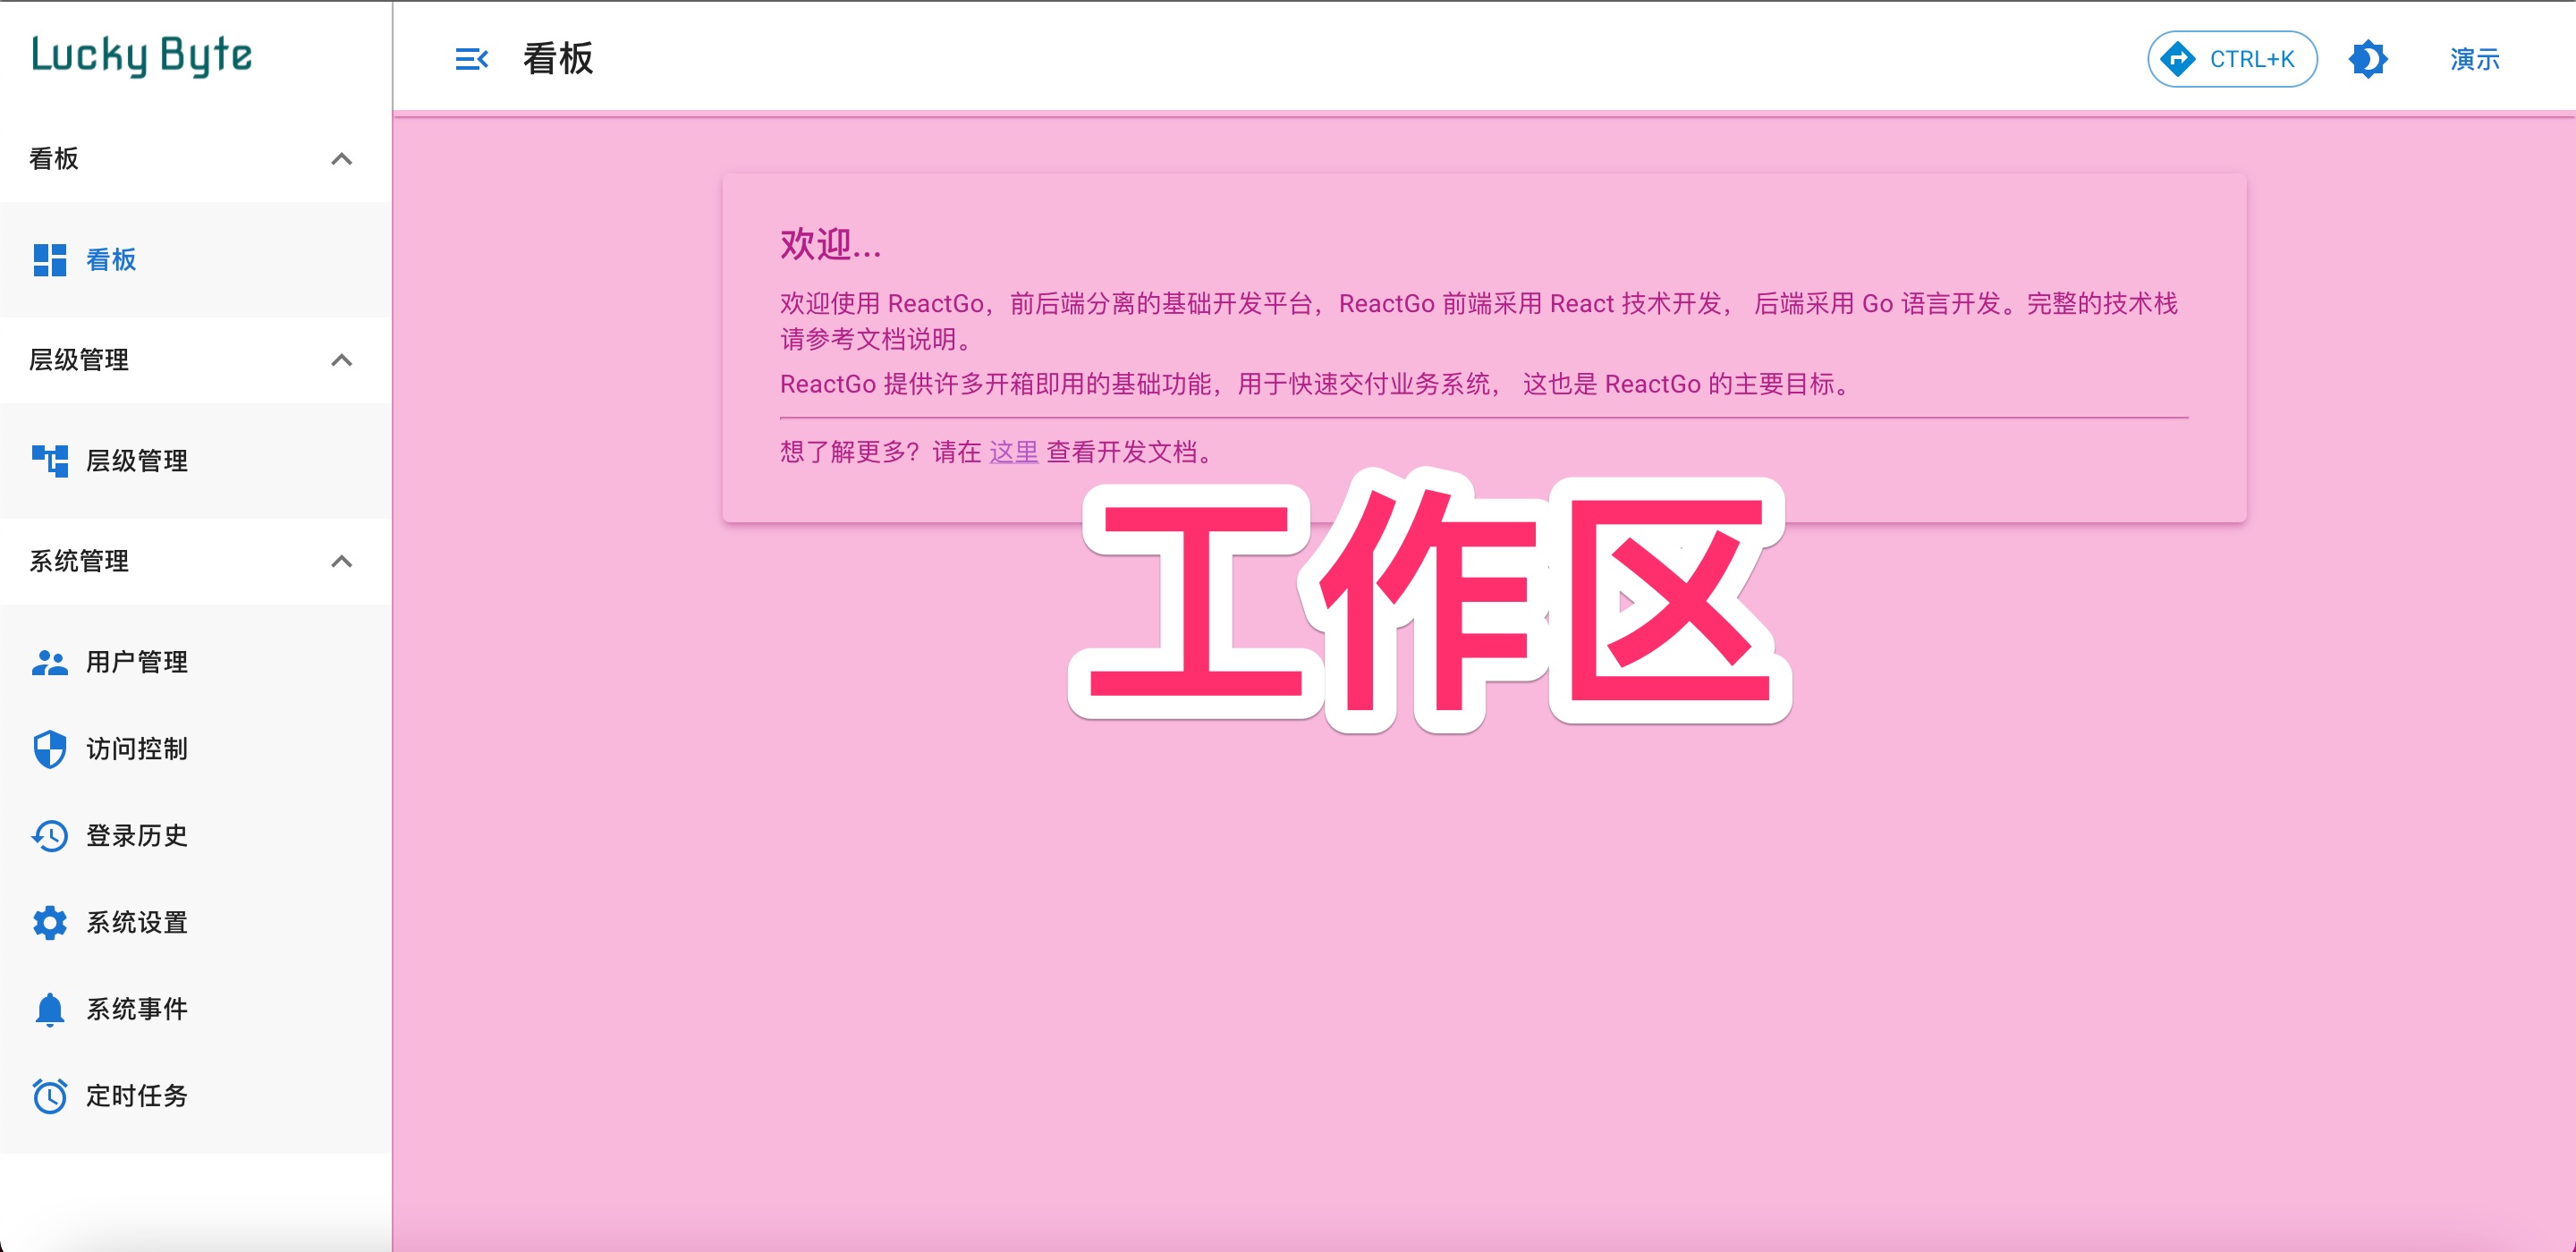 Lucky Byte
看板
CTRL+K
演示
看板
看板
层级管理
层级管理
系统管理
用户管理
访问控制
登录历史
系统设置
系统事件
定时任务
欢迎...
欢迎使用 ReactGo，前后端分离的基础开发平台，ReactGo 前端采用 React 技术开发， 后端采用 Go 语言开发。完整的技术栈
请参考文档说明。
ReactGo 提供许多开箱即用的基础功能，用于快速交付业务系统， 这也是 ReactGo 的主要目标。
想了解更多？请在 这里 查看开发文档。
工作区